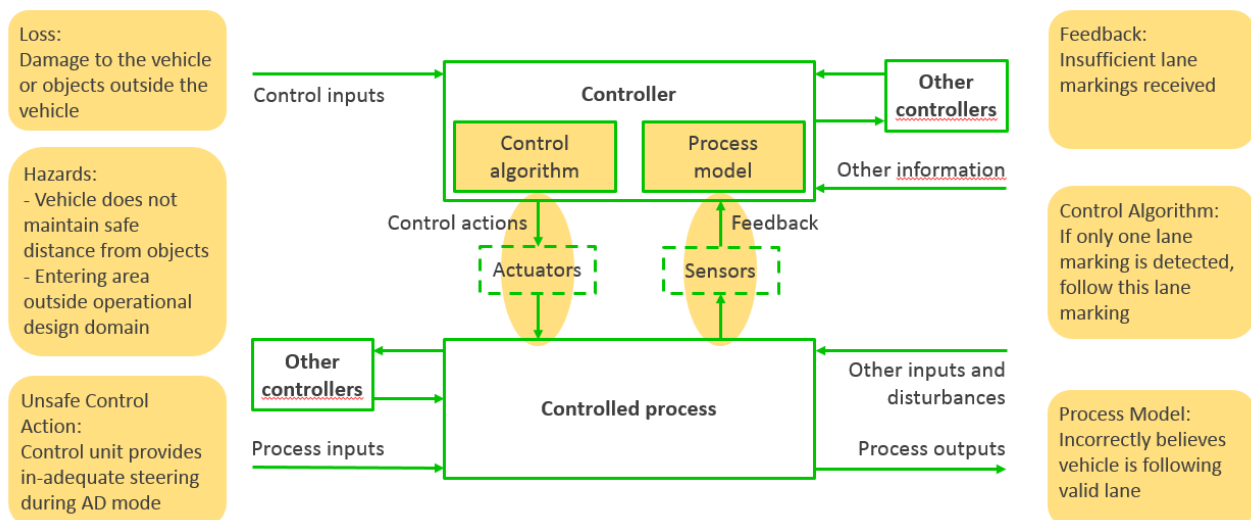 Loss:
Damage to the vehicle
or objects outside the
vehicle
Hazards:
- Vehicle does not
maintain safe
distance from objects
- Entering area
outside operational
design domain
Unsafe Control
Action:
Control unit provides
in-adequate steering
during AD mode
Control inputs
Controller
Control
algorithm
Process
model
Other
controllers
Other information
Control actions
Feedback
Actuators
Sensors
Other
controllers
Controlled process
Other inputs and
disturbances
Process inputs
Process outputs
Feedback:
Insufficient lane
markings received
Control Algorithm:
If only one lane
marking is detected,
follow this lane
marking
Process Model:
Incorrectly believes
vehicle is following
valid lane